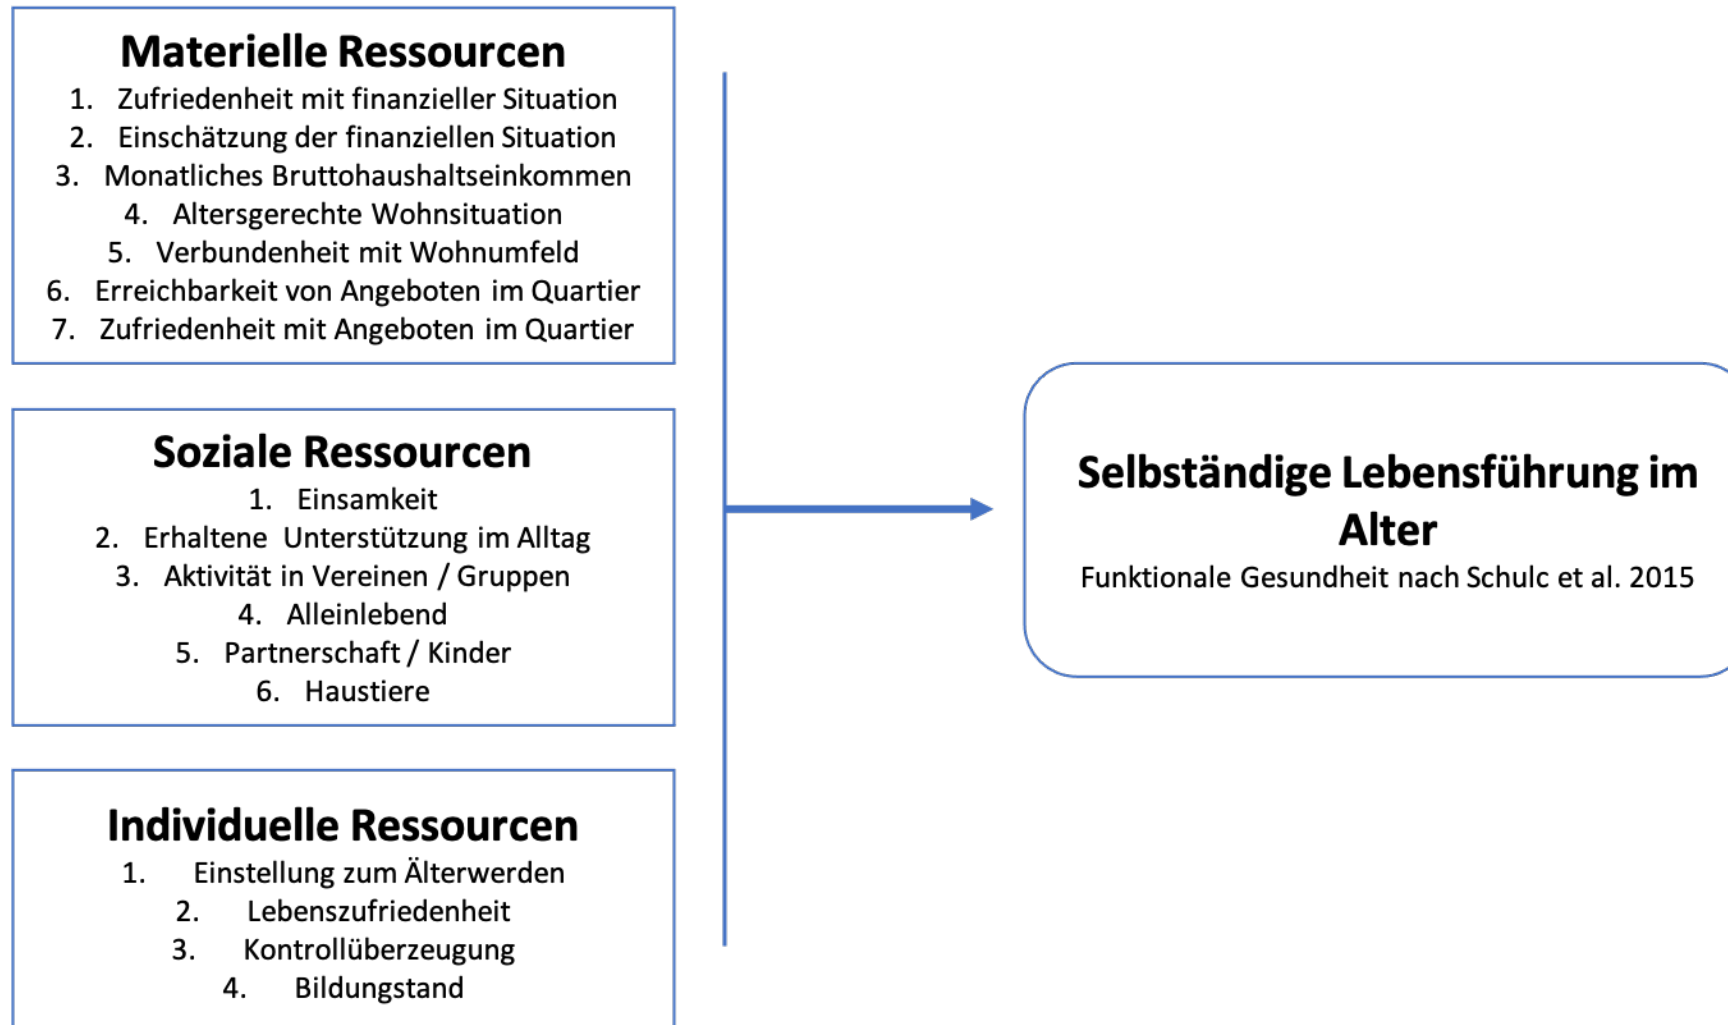 Materielle Ressourcen
1. Zufriedenheit mit finanzieller Situation
2. Einschätzung der finanziellen Situation
3. Monatliches Bruttohaushaltseinkommen
4. Altersgerechte Wohnsituation
5. Verbundenheit mit Wohnumfeld
6. Erreichbarkeit von Angeboten im Quartier
7. Zufriedenheit mit Angeboten im Quartier
Soziale Ressourcen
1. Einsamkeit
2. Erhaltene Unterstützung im Alltag
3. Aktivität in Vereinen / Gruppen
4. Alleinlebend
5. Partnerschaft / Kinder
6. Haustiere
Individuelle Ressourcen
1. Einstellung zum Älterwerden
2. Lebenszufriedenheit
3. Kontrollüberzeugung
4. Bildungstand
Selbständige Lebensführung im
Alter
Funktionale Gesundheit nach Schulc et al. 2015